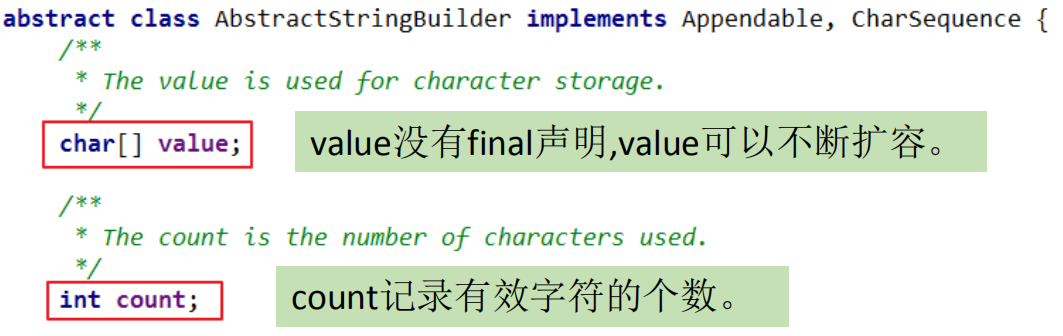 abstract class AbstractStringBuilder implements Appendable, CharSequence {
/**
* The value is used for character storage.
*/
char[] value;
value没有final声明,value可以不断扩容。
/**
* The count is the number of characters used.
*/
int count;
count记录有效字符的个数。